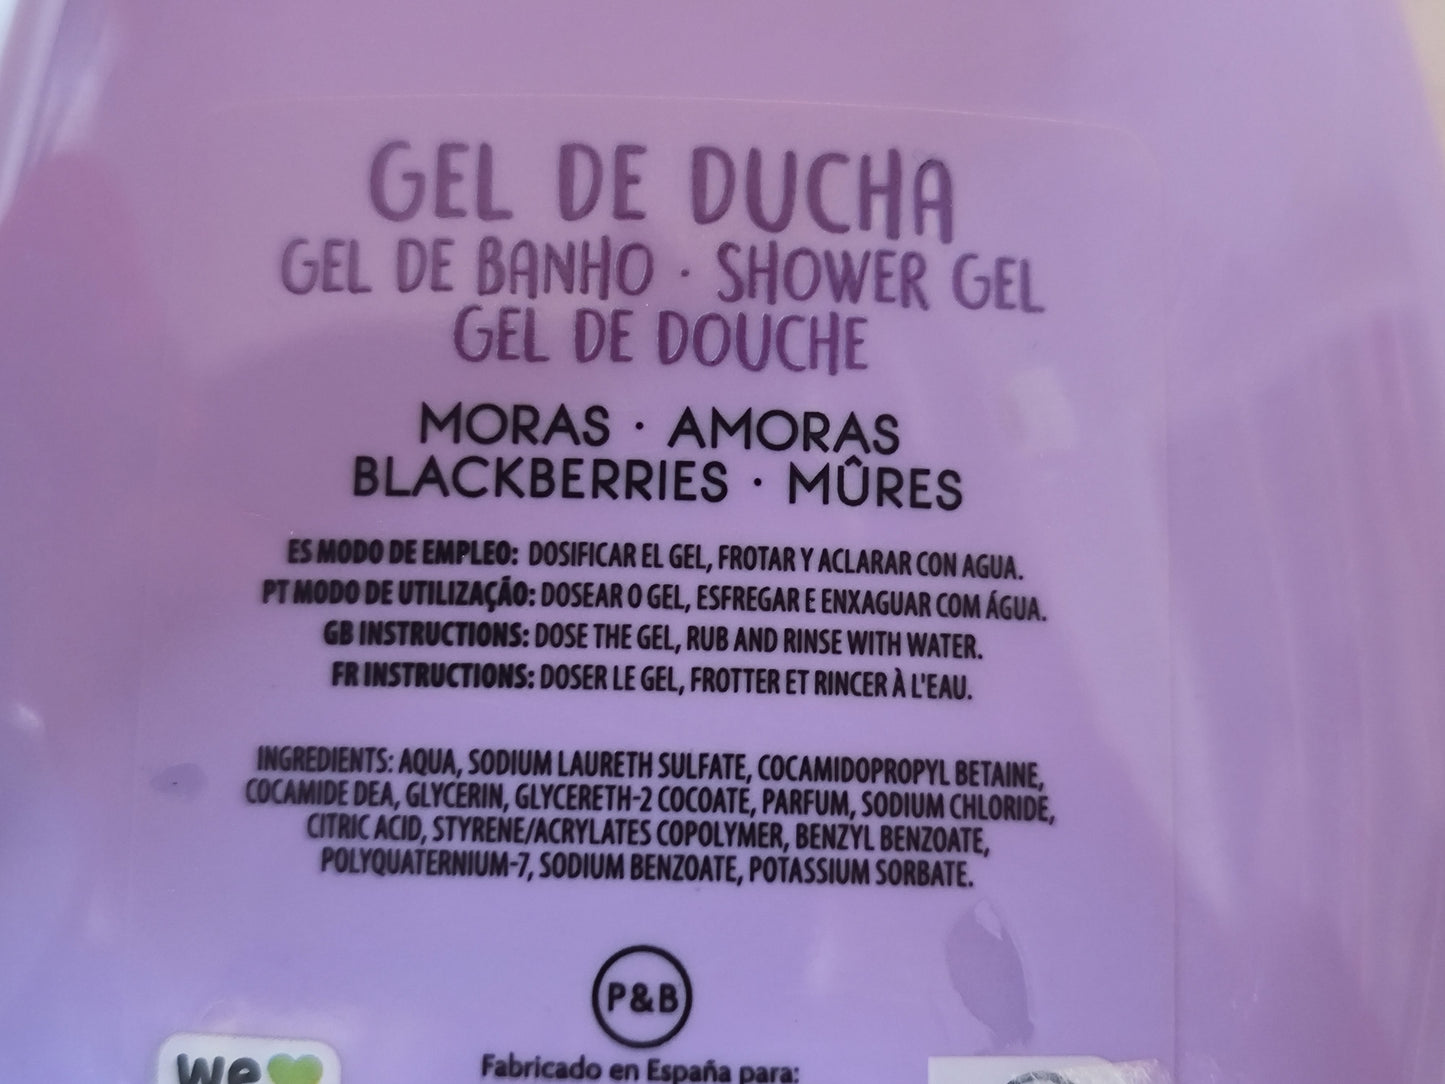 GEL DE DUCHA
GEL DE BANHO · SHOWER GEL
GEL DE DOUCHE
MORAS · AMORAS
BLACKBERRIES · MÛRES
ES MODO DE EMPLEO: DOSIFICAR EL GEL, FROTAR Y ACLARAR CON AGUA.
PT MODO DE UTILIZAÇÃO: DOSEAR O GEL, ESFREGAR E ENXAGUAR COM ÁGUA.
GB INSTRUCTIONS: DOSE THE GEL, RUB AND RINSE WITH WATER.
FR INSTRUCTIONS: DOSER LE GEL, FROTTER ET RINCER À L'EAU.
INGREDIENTS: AQUA, SODIUM LAURETH SULFATE, COCAMIDOPROPYL BETAINE,
COCAMIDE DEA, GLYCERIN, GLYCERETH-2 COCOATE, PARFUM, SODIUM CHLORIDE,
CITRIC ACID, STYRENE/ACRYLATES COPOLYMER, BENZYL BENZOATE,
POLYQUATERNIUM-7, SODIUM BENZOATE, POTASSIUM SORBATE.
P&B
we
Fabricado en España para: